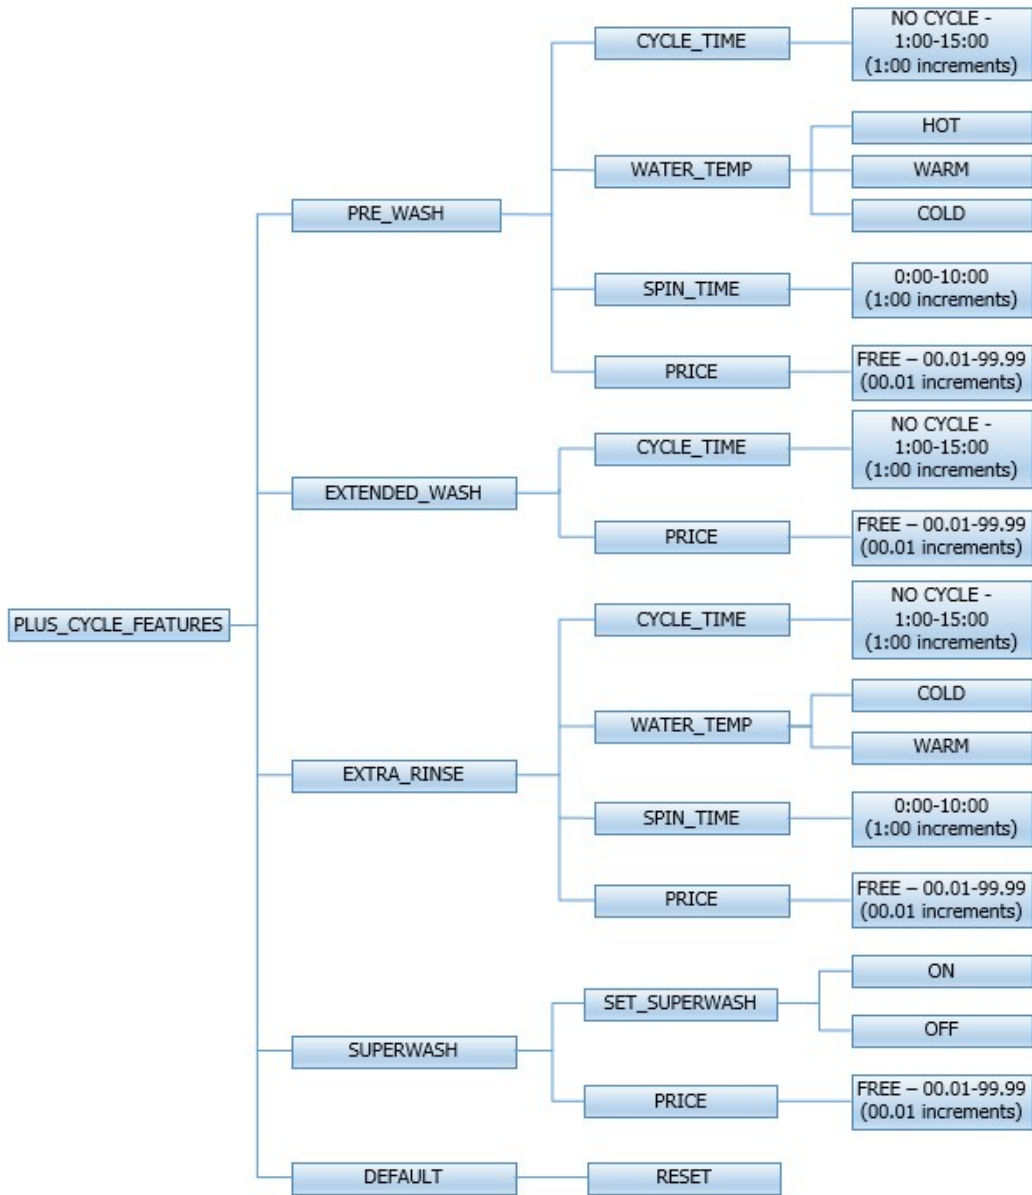 PLUS_CYCLE_FEATURES
PRE_WASH
CYCLE_TIME
NO CYCLE -
1:00-15:00
(1:00 increments)
WATER_TEMP
HOT
WARM
COLD
SPIN_TIME
0:00-10:00
(1:00 increments)
PRICE
FREE – 00.01-99.99
(00.01 increments)
EXTENDED_WASH
CYCLE_TIME
NO CYCLE -
1:00-15:00
(1:00 increments)
PRICE
FREE – 00.01-99.99
(00.01 increments)
EXTRA_RINSE
CYCLE_TIME
NO CYCLE -
1:00-15:00
(1:00 increments)
WATER_TEMP
COLD
WARM
SPIN_TIME
0:00-10:00
(1:00 increments)
PRICE
FREE – 00.01-99.99
(00.01 increments)
SUPERWASH
SET_SUPERWASH
ON
OFF
PRICE
FREE – 00.01-99.99
(00.01 increments)
DEFAULT
RESET